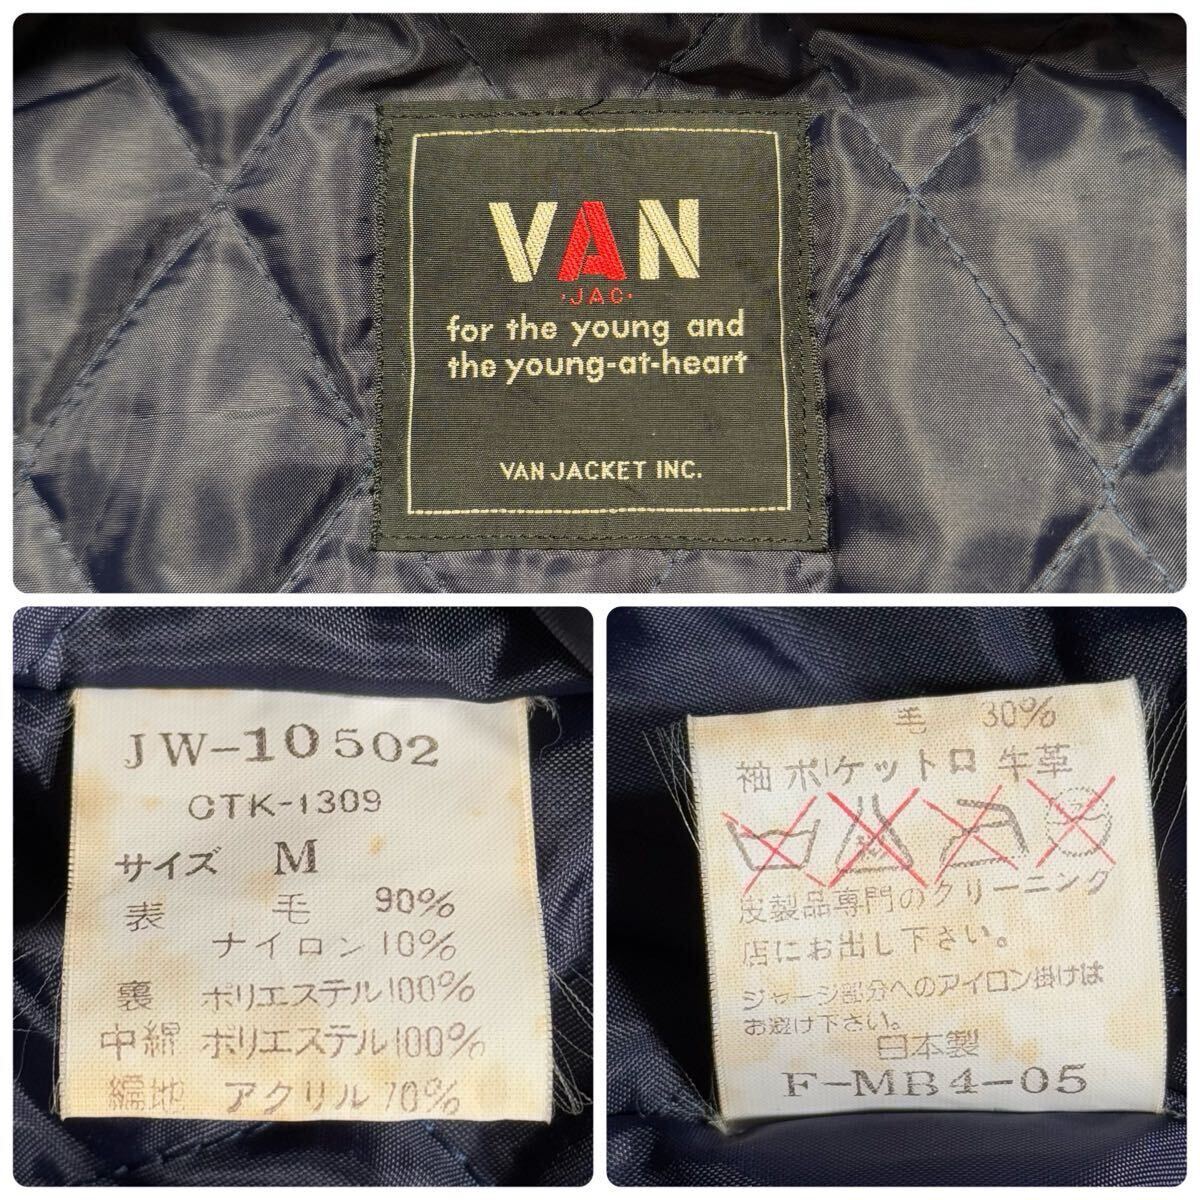 VAN
·JAC·
for the young and
the young-at-heart
VAN JACKET INC.
JW-10502
CTK-1309
サイズ M
表 毛 90%
ナイロン 10%
裏 ポリエステル 100%
中綿 ポリエステル 100%
編地 アクリル 70%
毛 30%
袖 ポケット口 牛革
皮製品専門のクリーニング
店にお出し下さい。
ジャージ部分へのアイロン掛けは
お避け下さい。
日本製
F-MB4-05